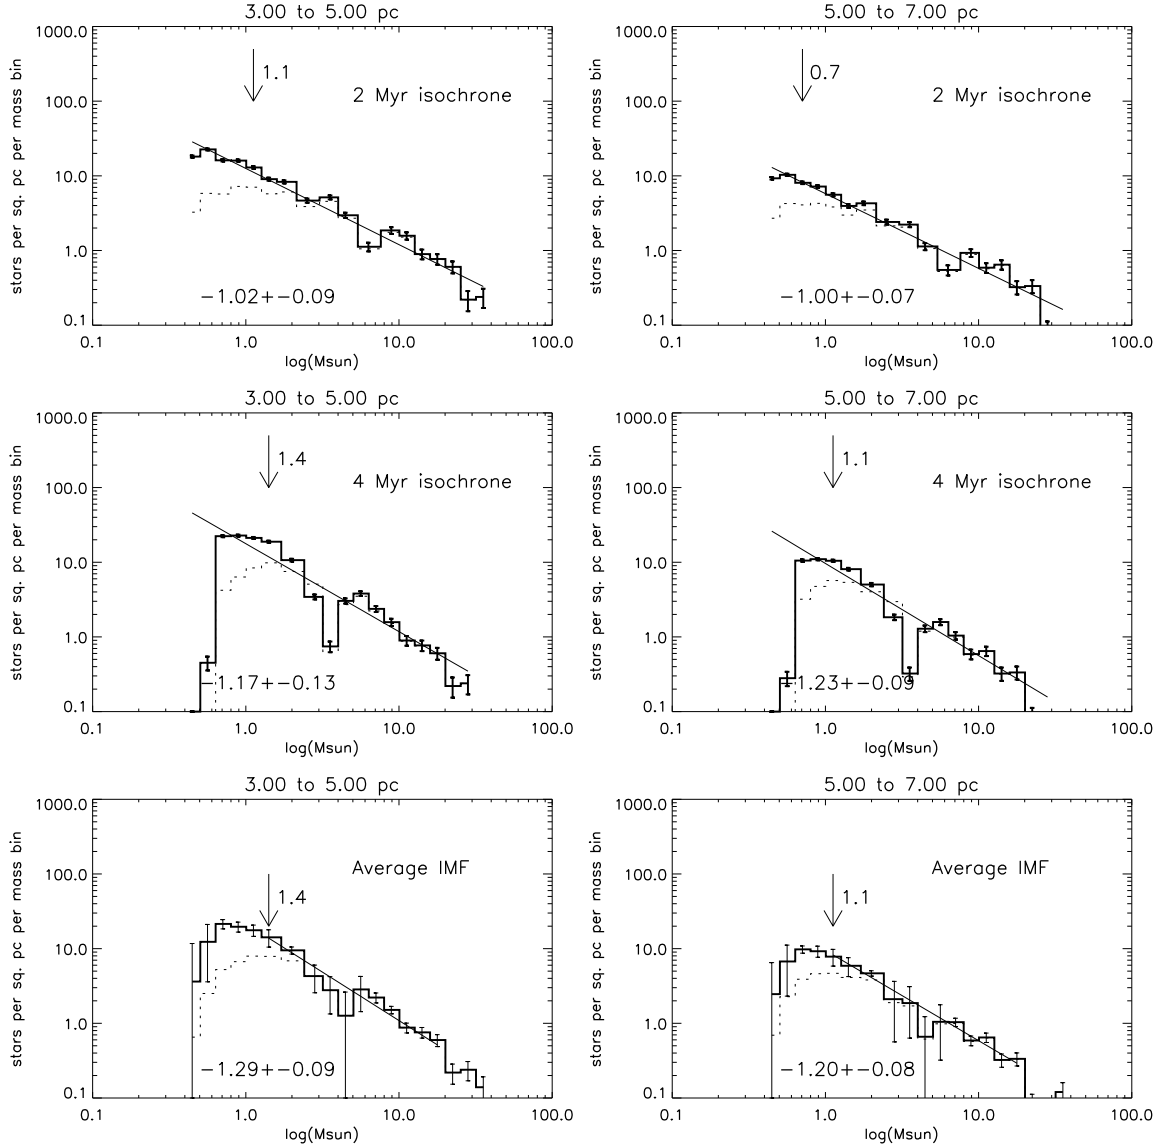 3.00 to 5.00 pc
1000.0
100.0
10.0
1.0
0.1
stars per sq. pc per mass bin
1.1
2 Myr isochrone
−1.02+−0.09
0.1 1.0 10.0 100.0
log(Msun)
5.00 to 7.00 pc
1000.0
100.0
10.0
1.0
0.1
stars per sq. pc per mass bin
0.7
2 Myr isochrone
−1.00+−0.07
0.1 1.0 10.0 100.0
log(Msun)
3.00 to 5.00 pc
1000.0
100.0
10.0
1.0
0.1
stars per sq. pc per mass bin
1.4
4 Myr isochrone
−1.17+−0.13
0.1 1.0 10.0 100.0
log(Msun)
5.00 to 7.00 pc
1000.0
100.0
10.0
1.0
0.1
stars per sq. pc per mass bin
1.1
4 Myr isochrone
−1.23+−0.09
0.1 1.0 10.0 100.0
log(Msun)
3.00 to 5.00 pc
1000.0
100.0
10.0
1.0
0.1
stars per sq. pc per mass bin
Average IMF
1.4
−1.29+−0.09
0.1 1.0 10.0 100.0
log(Msun)
5.00 to 7.00 pc
1000.0
100.0
10.0
1.0
0.1
stars per sq. pc per mass bin
Average IMF
1.1
−1.20+−0.08
0.1 1.0 10.0 100.0
log(Msun)